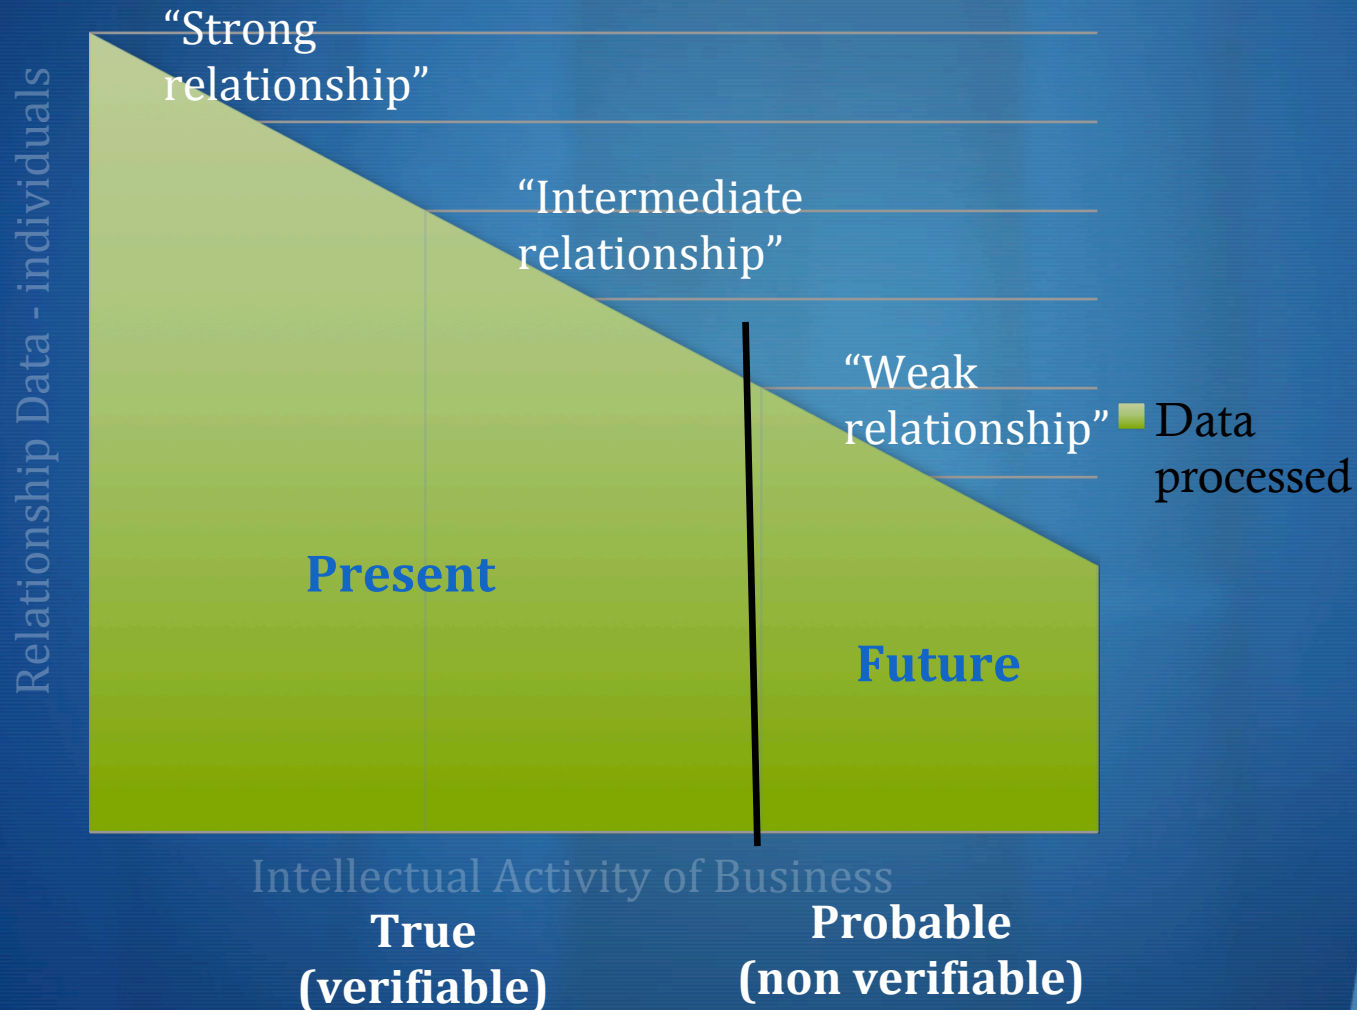 “Strong
relationship”
Relationship Data - individuals
“Intermediate
relationship”
“Weak
relationship”
Data
processed
Present
Future
Intellectual Activity of Business
True
(verifiable)
Probable
(non verifiable)